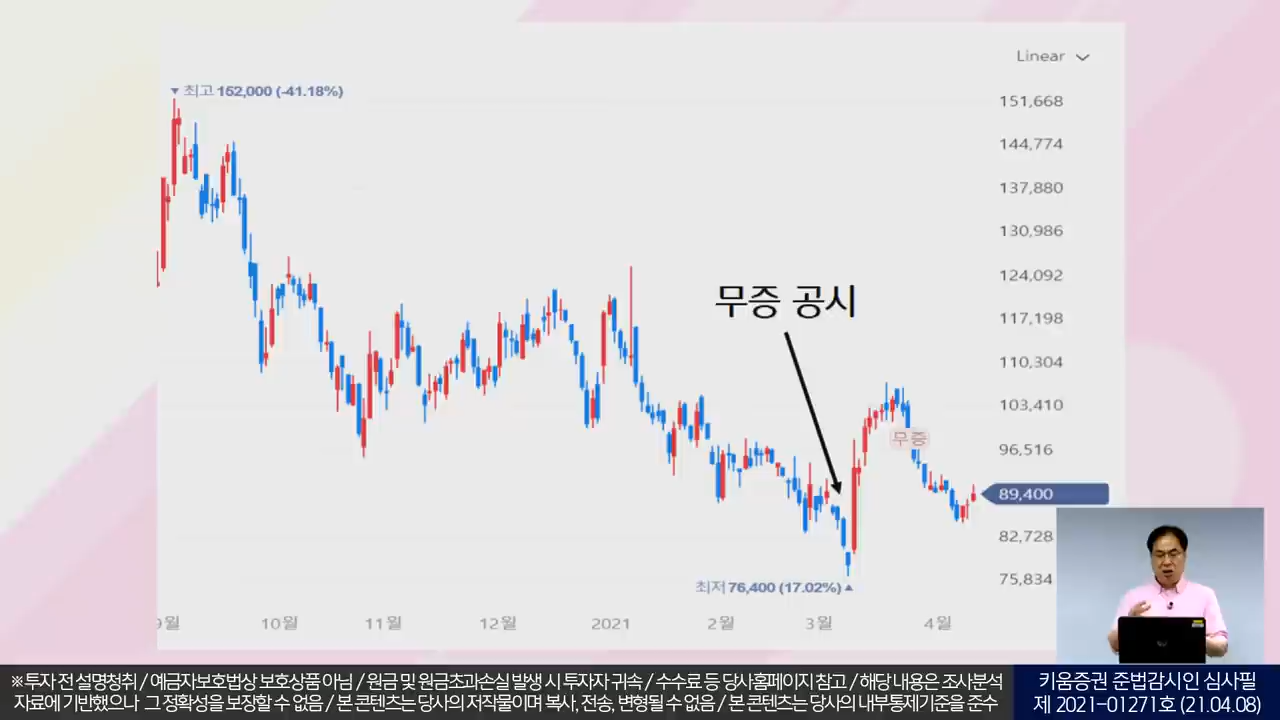 Linear
최고 152,000 (-41.18%)
151,668
144,774
137,880
130,986
124,092
117,198
110,304
103,410
96,516
89,400
82,728
75,834
무증 공시
무증
최저 76,400 (17.02%)
9월 10월 11월 12월 2021 2월 3월 4월
※투자 전 설명청취 / 예금자보호법상 보호상품 아님 / 원금 및 원금초과손실 발생 시 투자자 귀속 / 수수료 등 당사홈페이지 참고 / 해당 내용은 조사분석
자료에 기반했으나 그 정확성을 보장할 수 없음 / 본 콘텐츠는 당사의 저작물이며 복사, 전송, 변형될 수 없음 / 본 콘텐츠는 당사의 내부통제기준을 준수
키움증권 준법감시인 심사필
제 2021-01271호 (21.04.08)